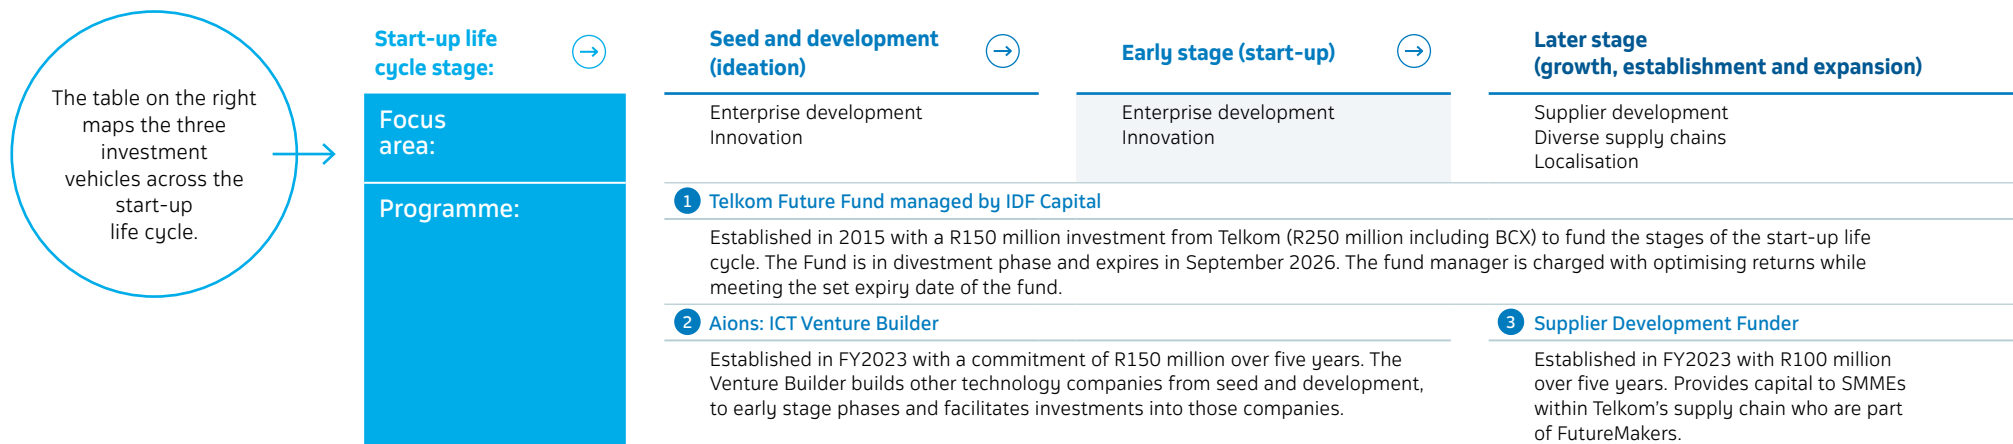 The table on the right
maps the three
investment
vehicles across the
start-up
life cycle.
Start-up life
cycle stage:
Seed and development
(ideation)
Early stage (start-up)
Later stage
(growth, establishment and expansion)
Focus
area:
Enterprise development
Innovation
Enterprise development
Innovation
Supplier development
Diverse supply chains
Localisation
Programme:
1 Telkom Future Fund managed by IDF Capital
Established in 2015 with a R150 million investment from Telkom (R250 million including BCX) to fund the stages of the start-up life
cycle. The Fund is in divestment phase and expires in September 2026. The fund manager is charged with optimising returns while
meeting the set expiry date of the fund.
2 Aions: ICT Venture Builder
Established in FY2023 with a commitment of R150 million over five years. The
Venture Builder builds other technology companies from seed and development,
to early stage phases and facilitates investments into those companies.
3 Supplier Development Funder
Established in FY2023 with R100 million
over five years. Provides capital to SMMEs
within Telkom’s supply chain who are part
of FutureMakers.